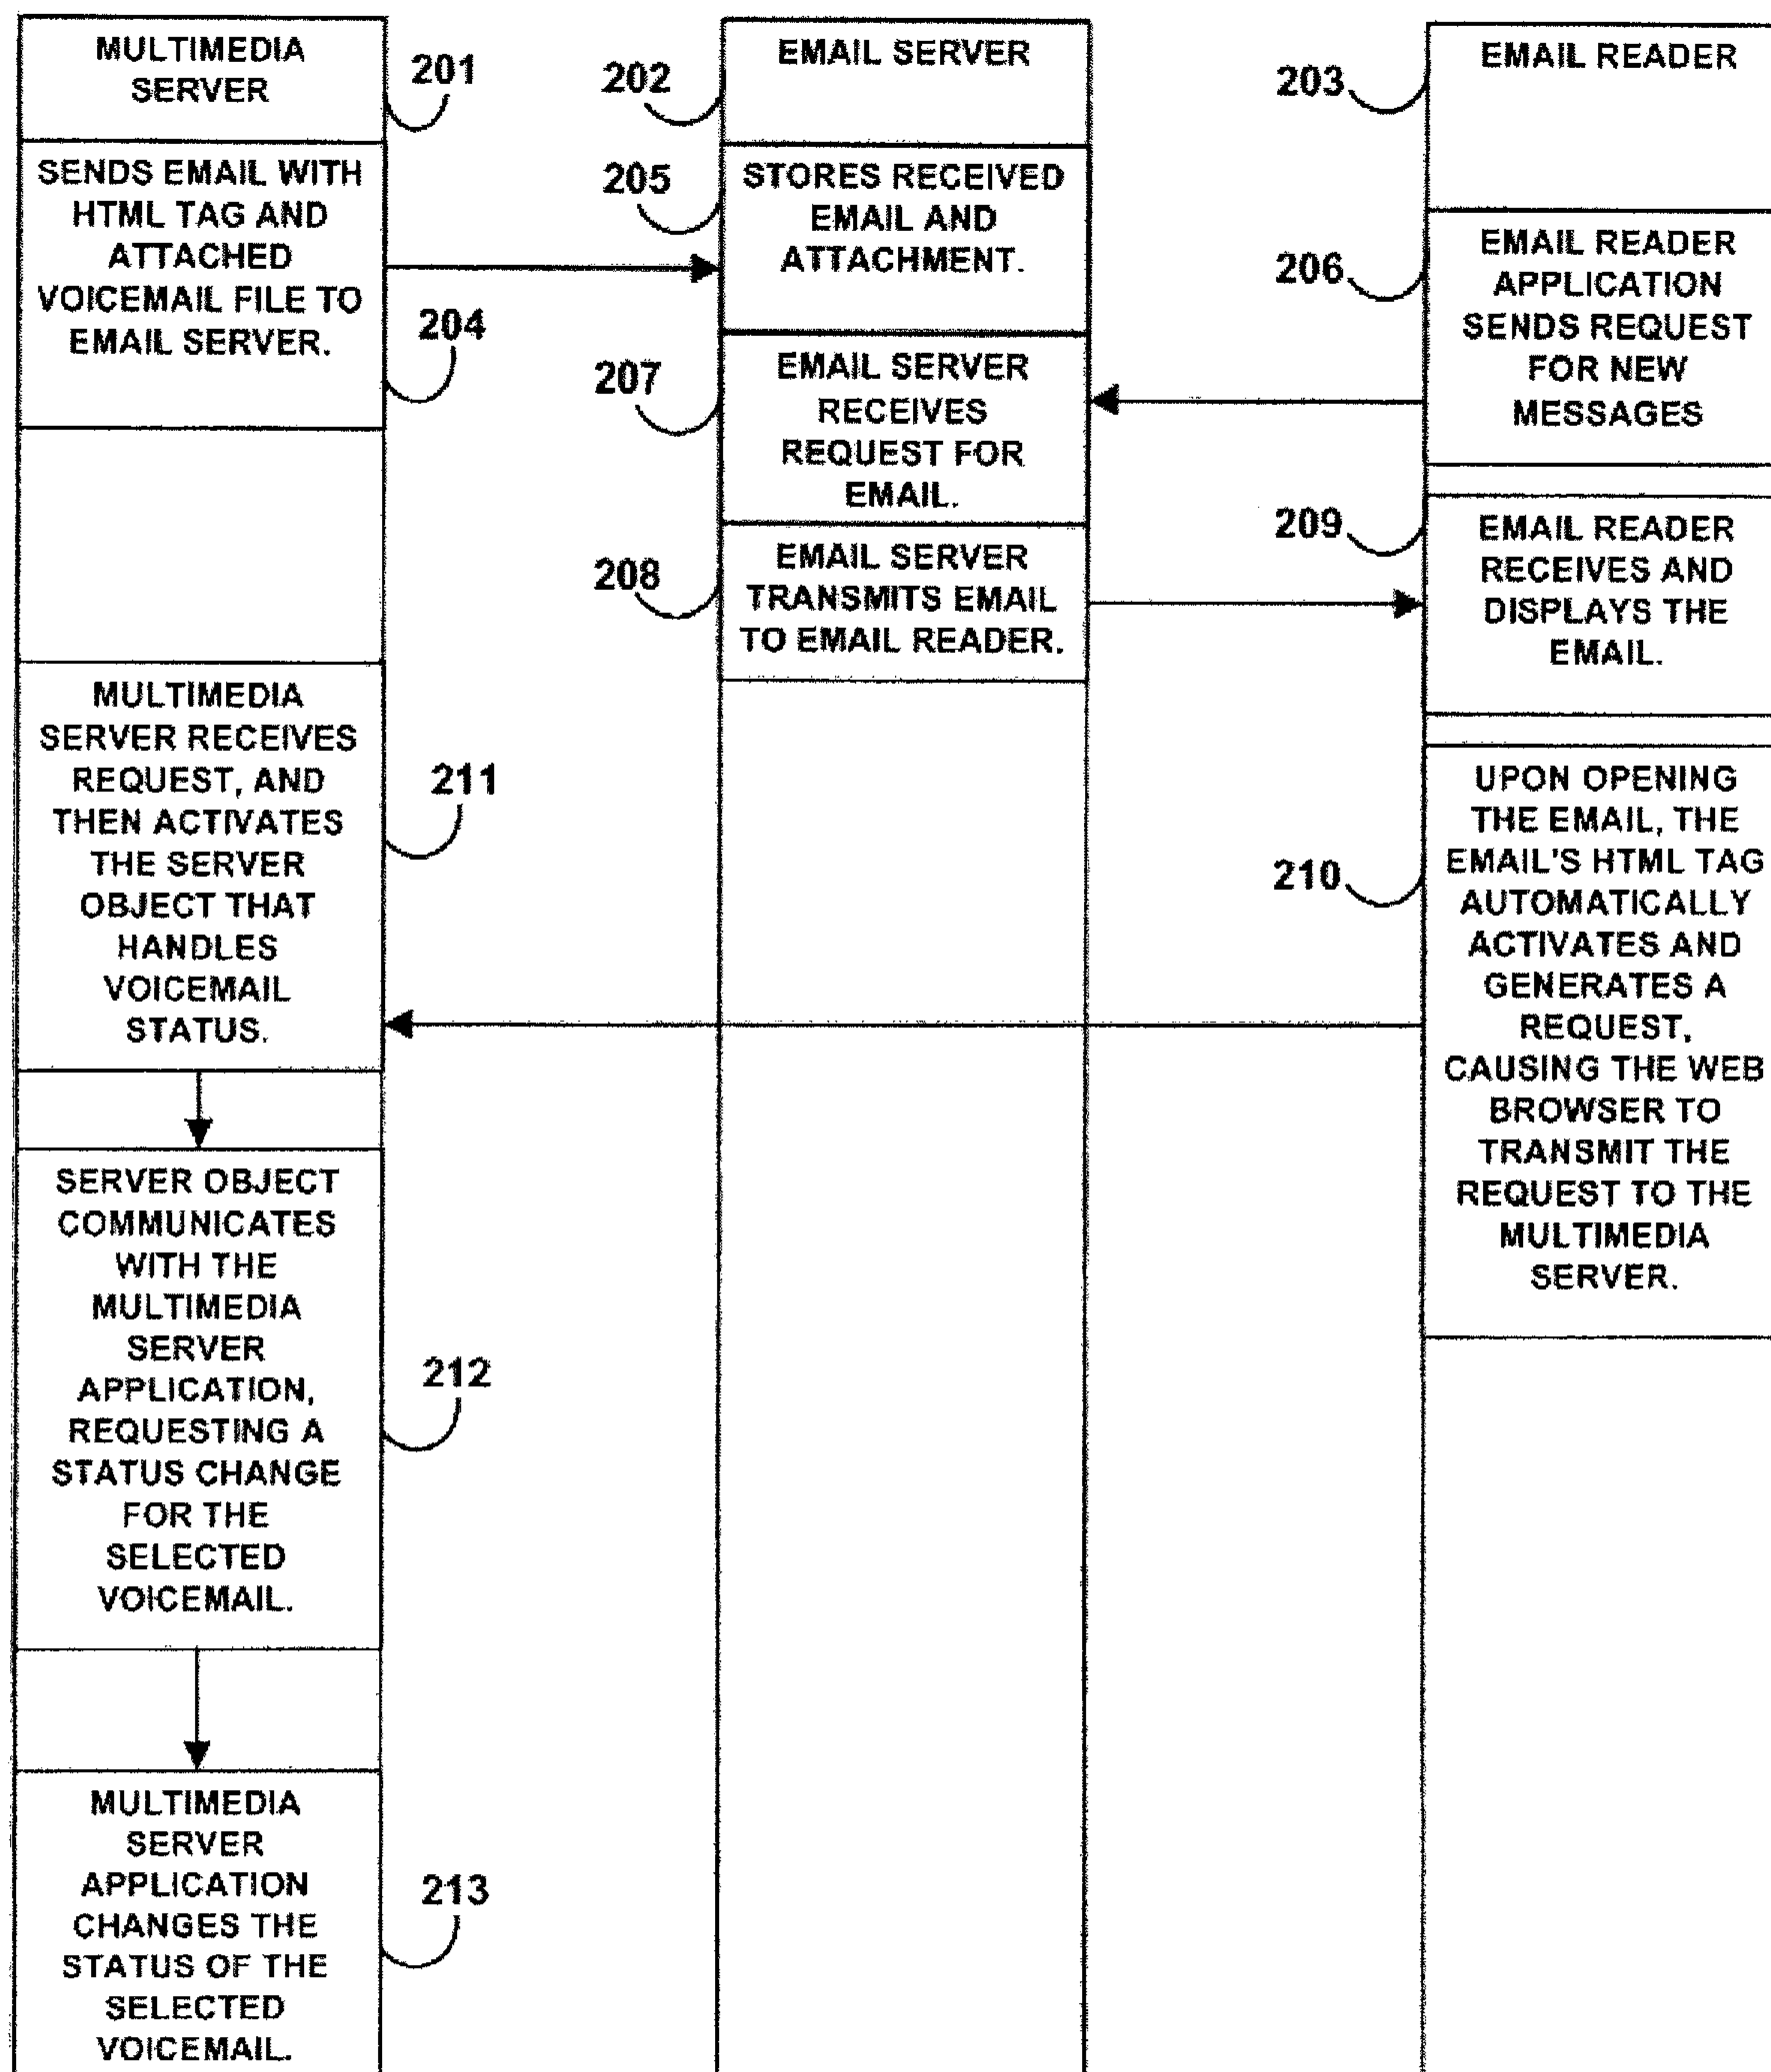 MULTIMEDIA
SERVER
201
SENDS EMAIL WITH
HTML TAG AND
ATTACHED
VOICEMAIL FILE TO
EMAIL SERVER.
204
MULTIMEDIA
SERVER RECEIVES
REQUEST, AND
THEN ACTIVATES
THE SERVER
OBJECT THAT
HANDLES
VOICEMAIL
STATUS.
211
SERVER OBJECT
COMMUNICATES
WITH THE
MULTIMEDIA
SERVER
APPLICATION,
REQUESTING A
STATUS CHANGE
FOR THE
SELECTED
VOICEMAIL.
212
MULTIMEDIA
SERVER
APPLICATION
CHANGES THE
STATUS OF THE
SELECTED
VOICEMAIL.
213
202
EMAIL SERVER
205
STORES RECEIVED
EMAIL AND
ATTACHMENT.
207
EMAIL SERVER
RECEIVES
REQUEST FOR
EMAIL.
208
EMAIL SERVER
TRANSMITS EMAIL
TO EMAIL READER.
203
EMAIL READER
206
EMAIL READER
APPLICATION
SENDS REQUEST
FOR NEW
MESSAGES
209
EMAIL READER
RECEIVES AND
DISPLAYS THE
EMAIL.
210
UPON OPENING
THE EMAIL, THE
EMAIL'S HTML TAG
AUTOMATICALLY
ACTIVATES AND
GENERATES A
REQUEST,
CAUSING THE WEB
BROWSER TO
TRANSMIT THE
REQUEST TO THE
MULTIMEDIA
SERVER.